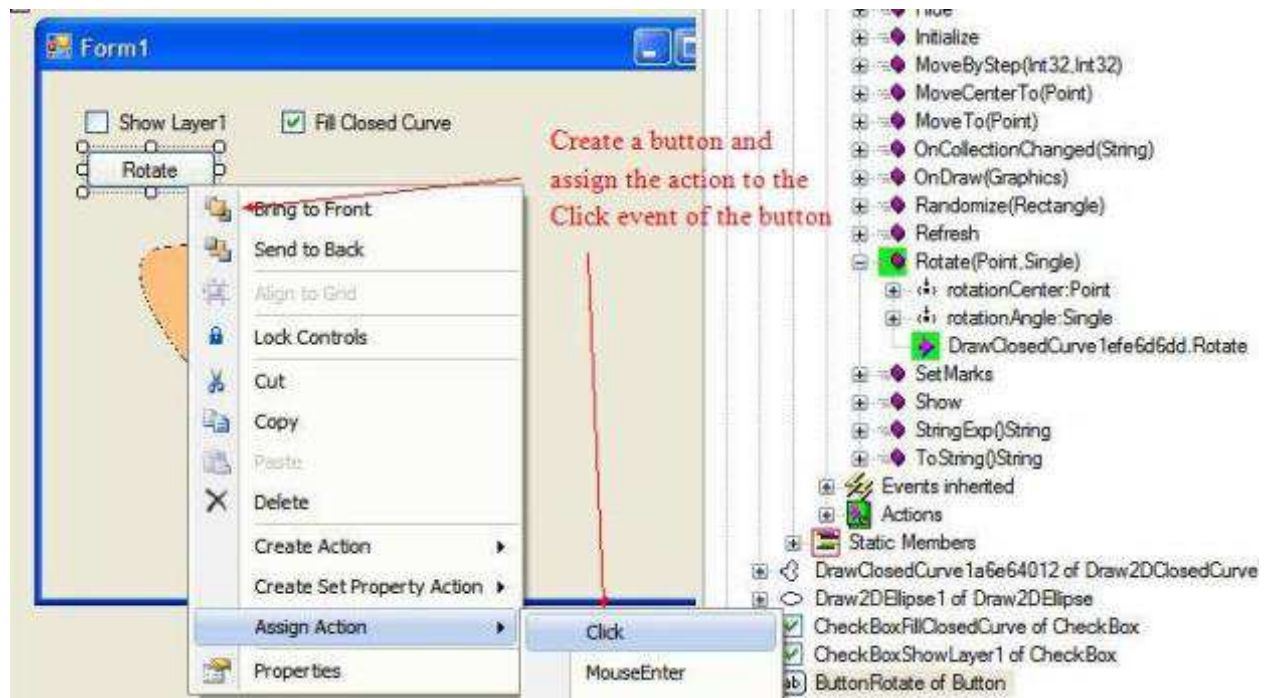 Form1
Show Layer1
Fill Closed Curve
Rotate
Create a button and
assign the action to the
Click event of the button
Bring to Front
Send to Back
Align to Grid
Lock Controls
Cut
Copy
Paste
Delete
Create Action
Create Set Property Action
Assign Action
Properties
Click
MouseEnter
Hide
Initialize
MoveByStep(Int32,Int32)
MoveCenterTo(Point)
MoveTo(Point)
OnCollectionChanged(String)
OnDraw(Graphics)
Randomize(Rectangle)
Refresh
Rotate(Point,Single)
rotationCenter:Point
rotationAngle:Single
DrawClosedCurve1efe6d6dd.Rotate
SetMarks
Show
StringExp()String
ToString()String
Events inherited
Actions
Static Members
DrawClosedCurve1a6e64012 of Draw2DClosedCurve
Draw2DEllipse1 of Draw2DEllipse
CheckBoxFillClosedCurve of CheckBox
CheckBoxShowLayer1 of CheckBox
ab
ButtonRotate of Button